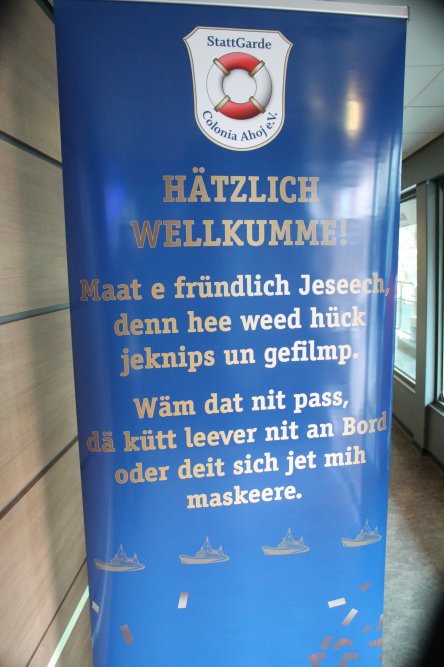 StattGarde
Colonia Ahoj e.V.
HÄTZLICH
WELLKUMME!
Maat e fründlich Jeseech,
denn hee weed hück
jeknips un gefilmp.
Wäm dat nit pass,
dä kütt leever nit an Bord
oder deit sich jet mih
maskeere.